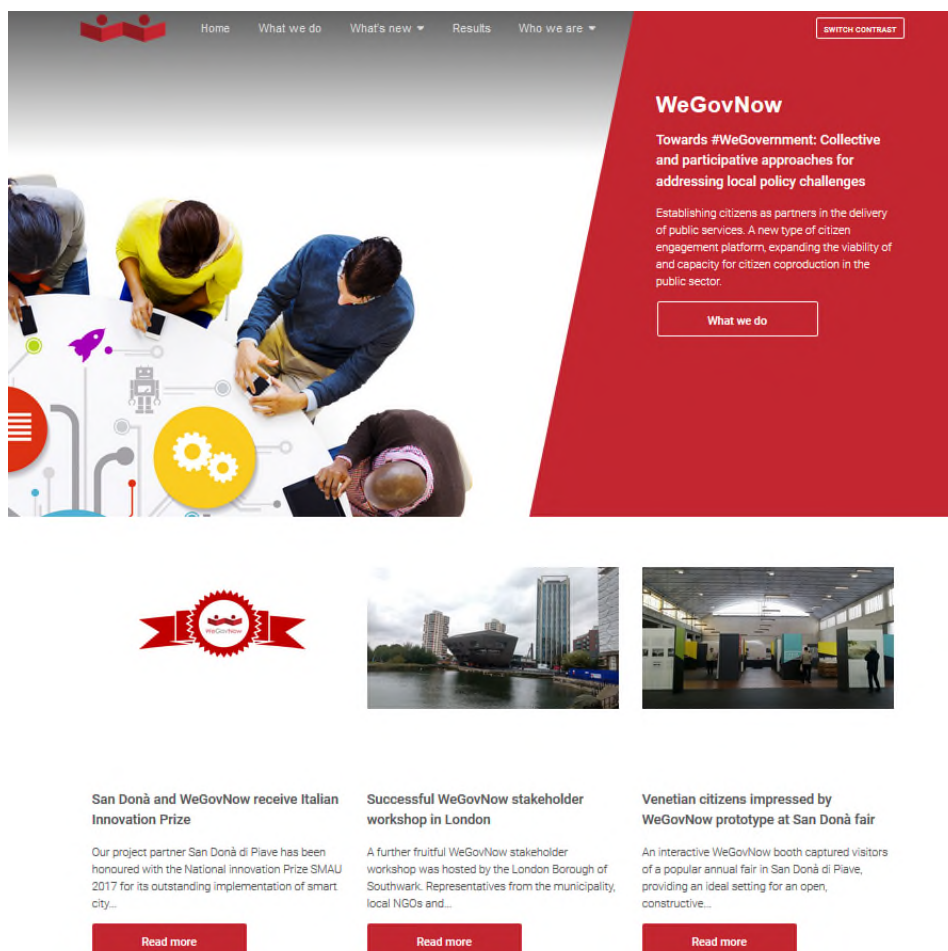 Home What we do What's new Results Who we are
SWITCH CONTRAST
WeGovNow
Towards #WeGovernment: Collective
and participative approaches for
addressing local policy challenges
Establishing citizens as partners in the delivery
of public services. A new type of citizen
engagement platform, expanding the viability of
and capacity for citizen coproduction in the
public sector.
What we do
WeGovNow
San Donà and WeGovNow receive Italian
Innovation Prize
Our project partner San Donà di Piave has been
honoured with the National innovation Prize SMAU
2017 for its outstanding implementation of smart
city...
Read more
Successful WeGovNow stakeholder
workshop in London
A further fruitful WeGovNow stakeholder
workshop was hosted by the London Borough of
Southwark. Representatives from the municipality,
local NGOs and...
Read more
Venetian citizens impressed by
WeGovNow prototype at San Donà fair
An interactive WeGovNow booth captured visitors
of a popular annual fair in San Donà di Piave,
providing an ideal setting for an open,
constructive...
Read more